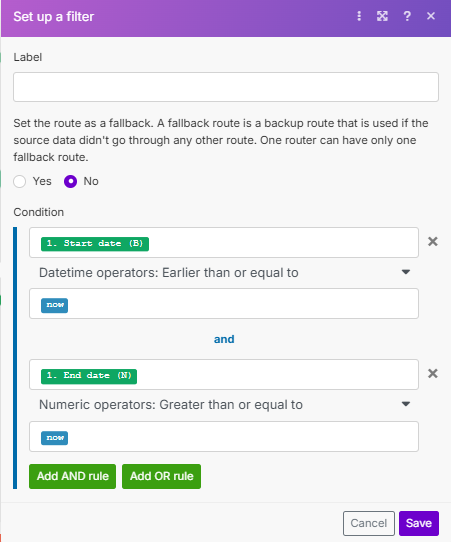 Set up a filter
Label
Set the route as a fallback. A fallback route is a backup route that is used if the
source data didn't go through any other route. One router can have only one
fallback route.
Yes No
Condition
1. Start date (B)
Datetime operators: Earlier than or equal to
now
and
1. End date (N)
Numeric operators: Greater than or equal to
now
Add AND rule Add OR rule
Cancel Save